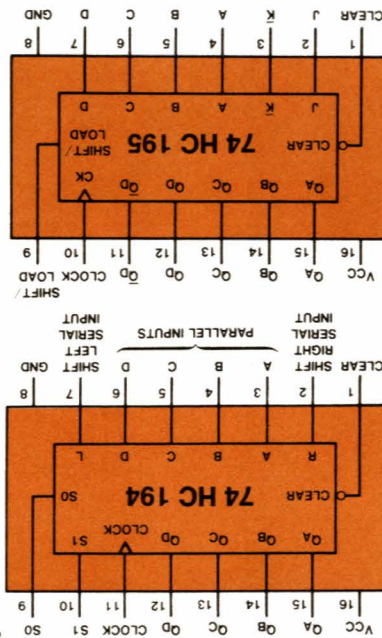 VCC QA QB QC QD CLOCK S1 S0
16 15 14 13 12 11 10 9
QA QB QC QD CLOCK S1
CLEAR 74 HC 194 S0
R A B C D L
1 2 3 4 5 6 7 8
CLEAR SHIFT RIGHT SERIAL INPUT A B C D SHIFT LEFT SERIAL INPUT GND
PARALLEL INPUTS
SHIFT/
VCC QA QB QC QD Q̅D CLOCK LOAD
16 15 14 13 12 11 10 9
QA QB QC QD Q̅D CK
CLEAR 74 HC 195 SHIFT/
LOAD
J K̅ A B C D
1 2 3 4 5 6 7 8
CLEAR J K̅ A B C D GND